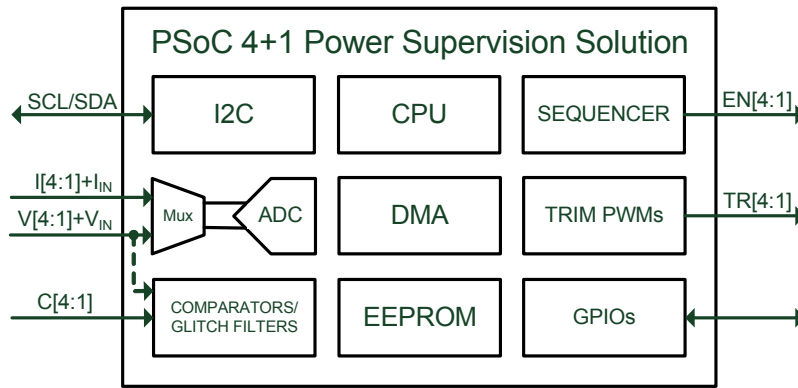 PSoC 4+1 Power Supervision Solution
SCL/SDA
I2C
CPU
SEQUENCER
EN[4:1]
I[4:1]+IIN
V[4:1]+VIN
Mux
ADC
DMA
TRIM PWMs
TR[4:1]
C[4:1]
COMPARATORS/
GLITCH FILTERS
EEPROM
GPIOs